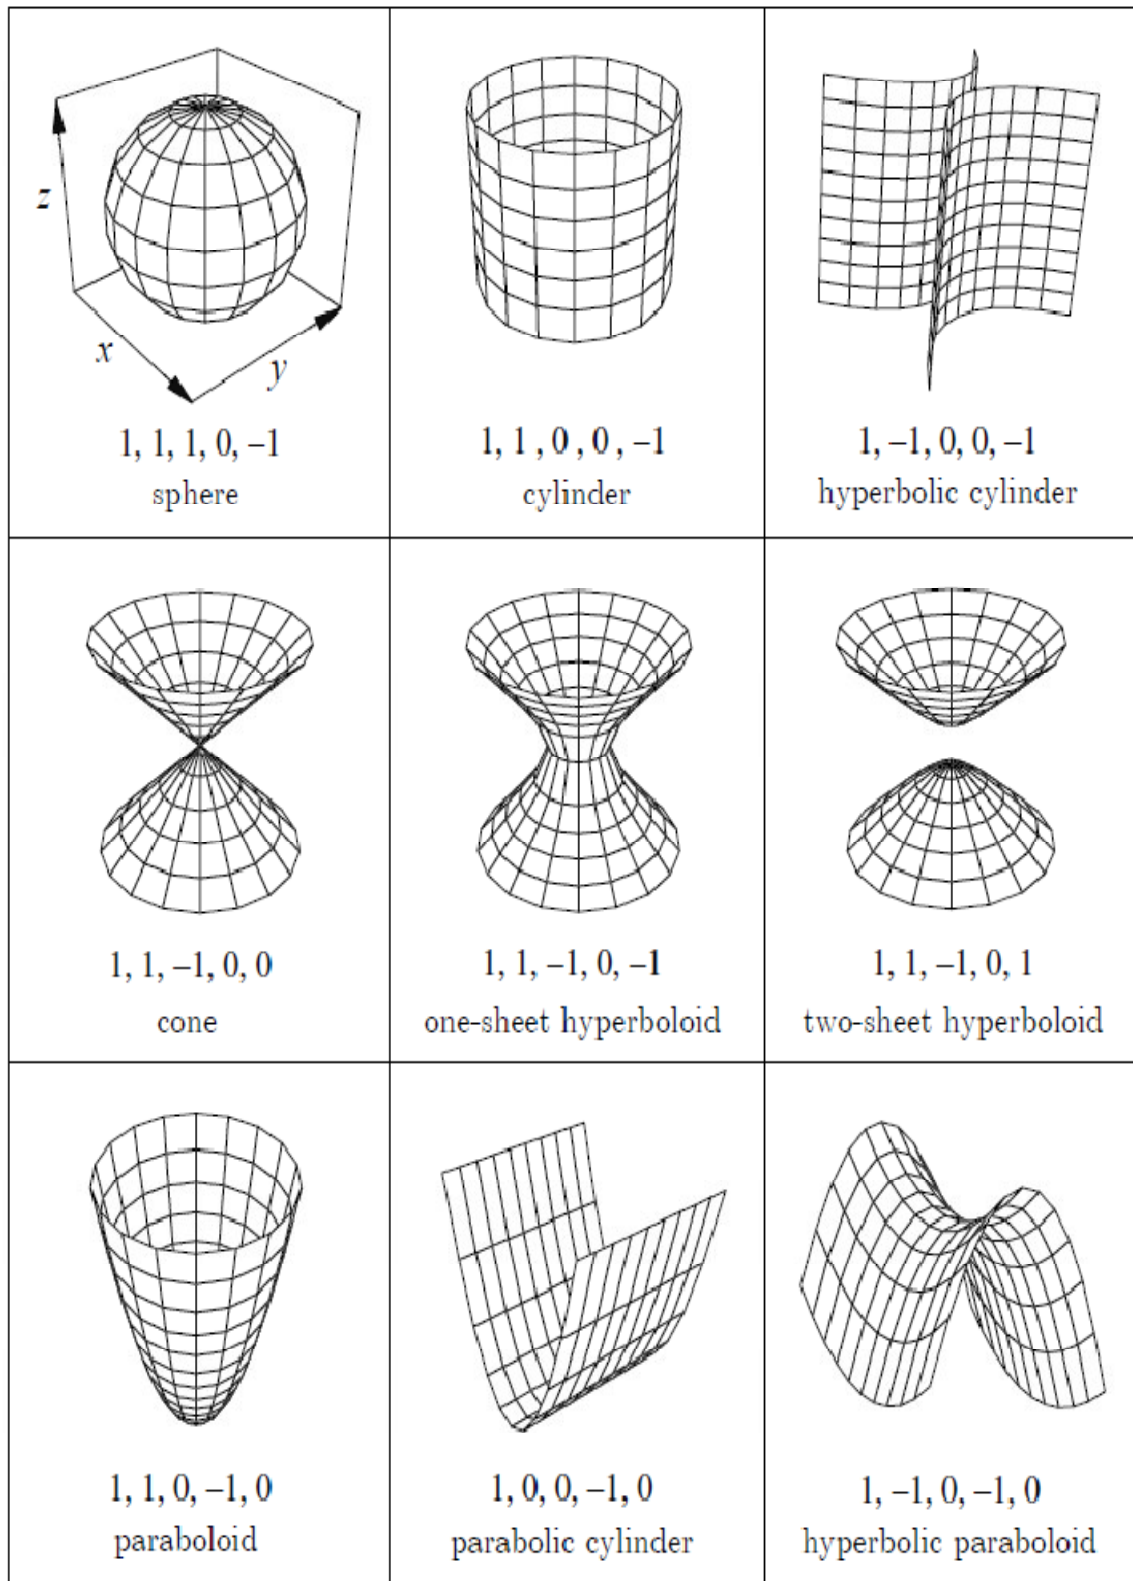 z
x
y
1, 1, 1, 0, –1
sphere
1, 1 , 0 , 0 , –1
cylinder
1, –1, 0, 0, –1
hyperbolic cylinder
1, 1, –1, 0, 0
cone
1, 1, –1, 0, –1
one-sheet hyperboloid
1, 1, –1, 0, 1
two-sheet hyperboloid
1, 1, 0, –1, 0
paraboloid
1, 0, 0, –1, 0
parabolic cylinder
1, –1, 0, –1, 0
hyperbolic paraboloid